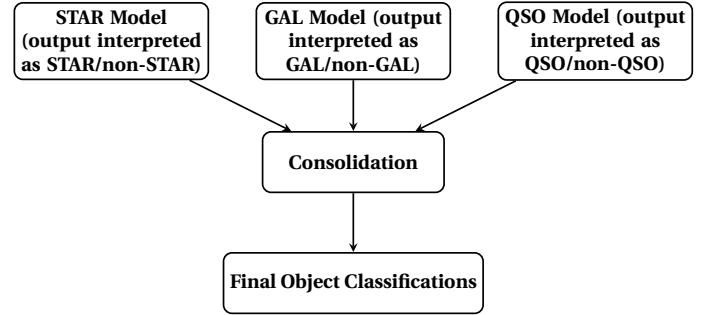 STAR Model
(output interpreted
as STAR/non-STAR)
GAL Model (output
interpreted as
GAL/non-GAL)
QSO Model (output
interpreted as
QSO/non-QSO)
Consolidation
Final Object Classifications